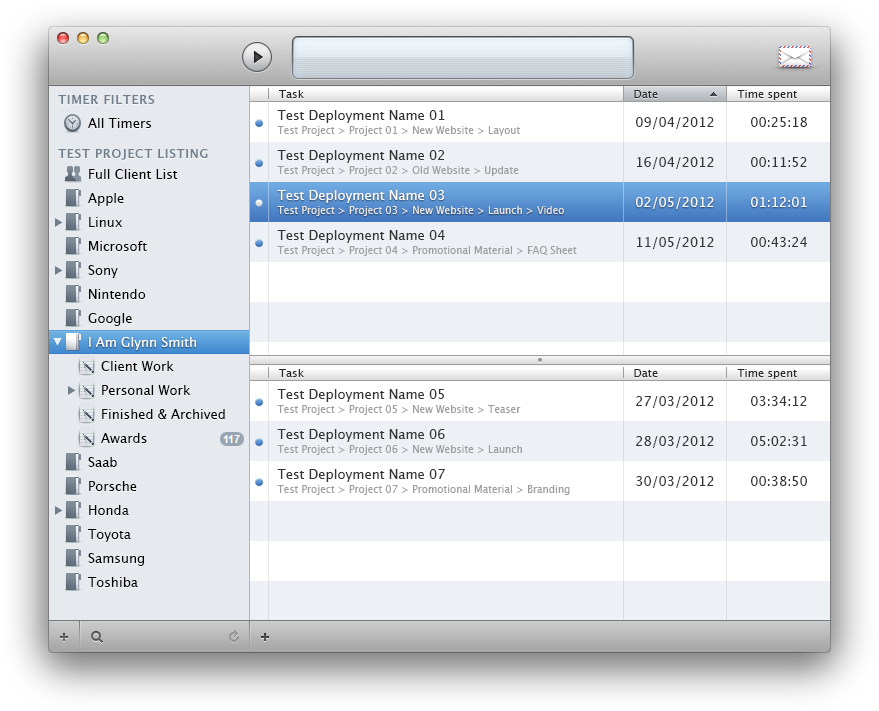 TIMER FILTERS
All Timers
TEST PROJECT LISTING
Full Client List
Apple
Linux
Microsoft
Sony
Nintendo
Google
I Am Glynn Smith
Client Work
Personal Work
Finished & Archived
Awards 117
Saab
Porsche
Honda
Toyota
Samsung
Toshiba
Task Date Time spent
Test Deployment Name 01 09/04/2012 00:25:18
Test Project > Project 01 > New Website > Layout
Test Deployment Name 02 16/04/2012 00:11:52
Test Project > Project 02 > Old Website > Update
Test Deployment Name 03 02/05/2012 01:12:01
Test Project > Project 03 > New Website > Launch > Video
Test Deployment Name 04 11/05/2012 00:43:24
Test Project > Project 04 > Promotional Material > FAQ Sheet
Task Date Time spent
Test Deployment Name 05 27/03/2012 03:34:12
Test Project > Project 05 > New Website > Teaser
Test Deployment Name 06 28/03/2012 05:02:31
Test Project > Project 06 > New Website > Launch
Test Deployment Name 07 30/03/2012 00:38:50
Test Project > Project 07 > Promotional Material > Branding